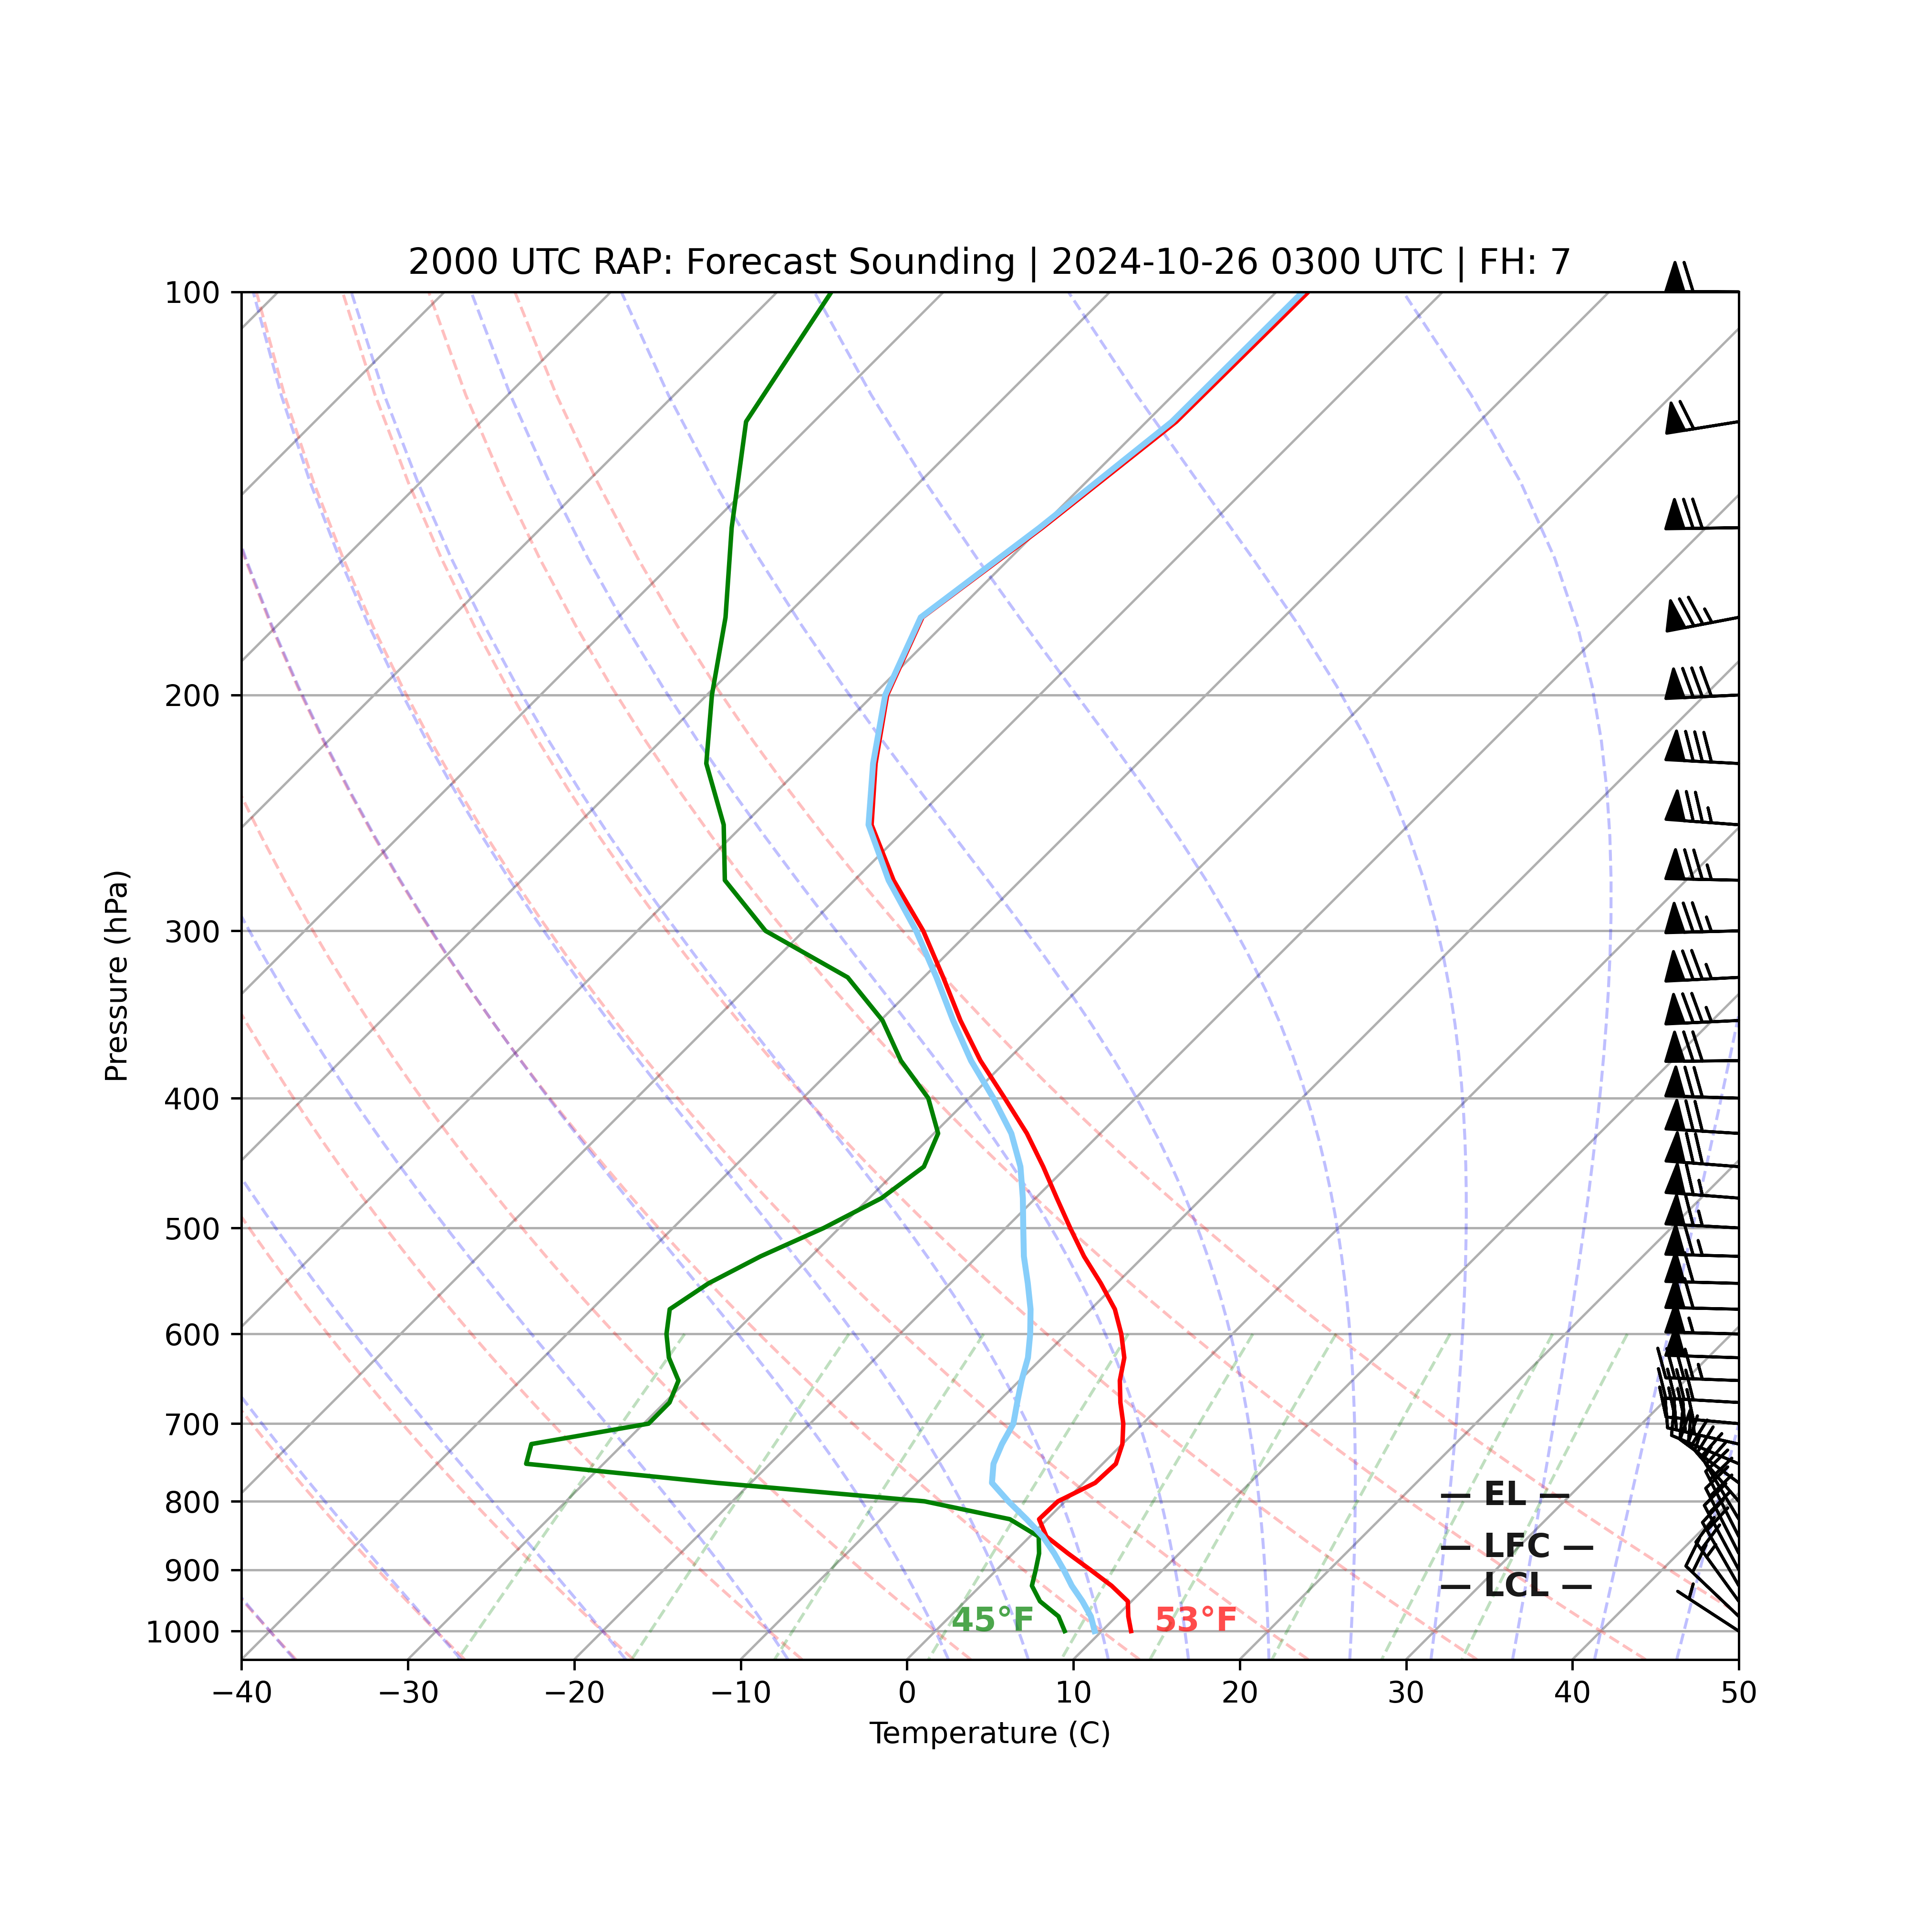 2000 UTC RAP: Forecast Sounding | 2024-10-26 0300 UTC | FH: 7
100
200
300
400
500
600
700
800
900
1000
Pressure (hPa)
— EL —
— LFC —
— LCL —
45°F 53°F
−40 −30 −20 −10 0 10 20 30 40 50
Temperature (C)